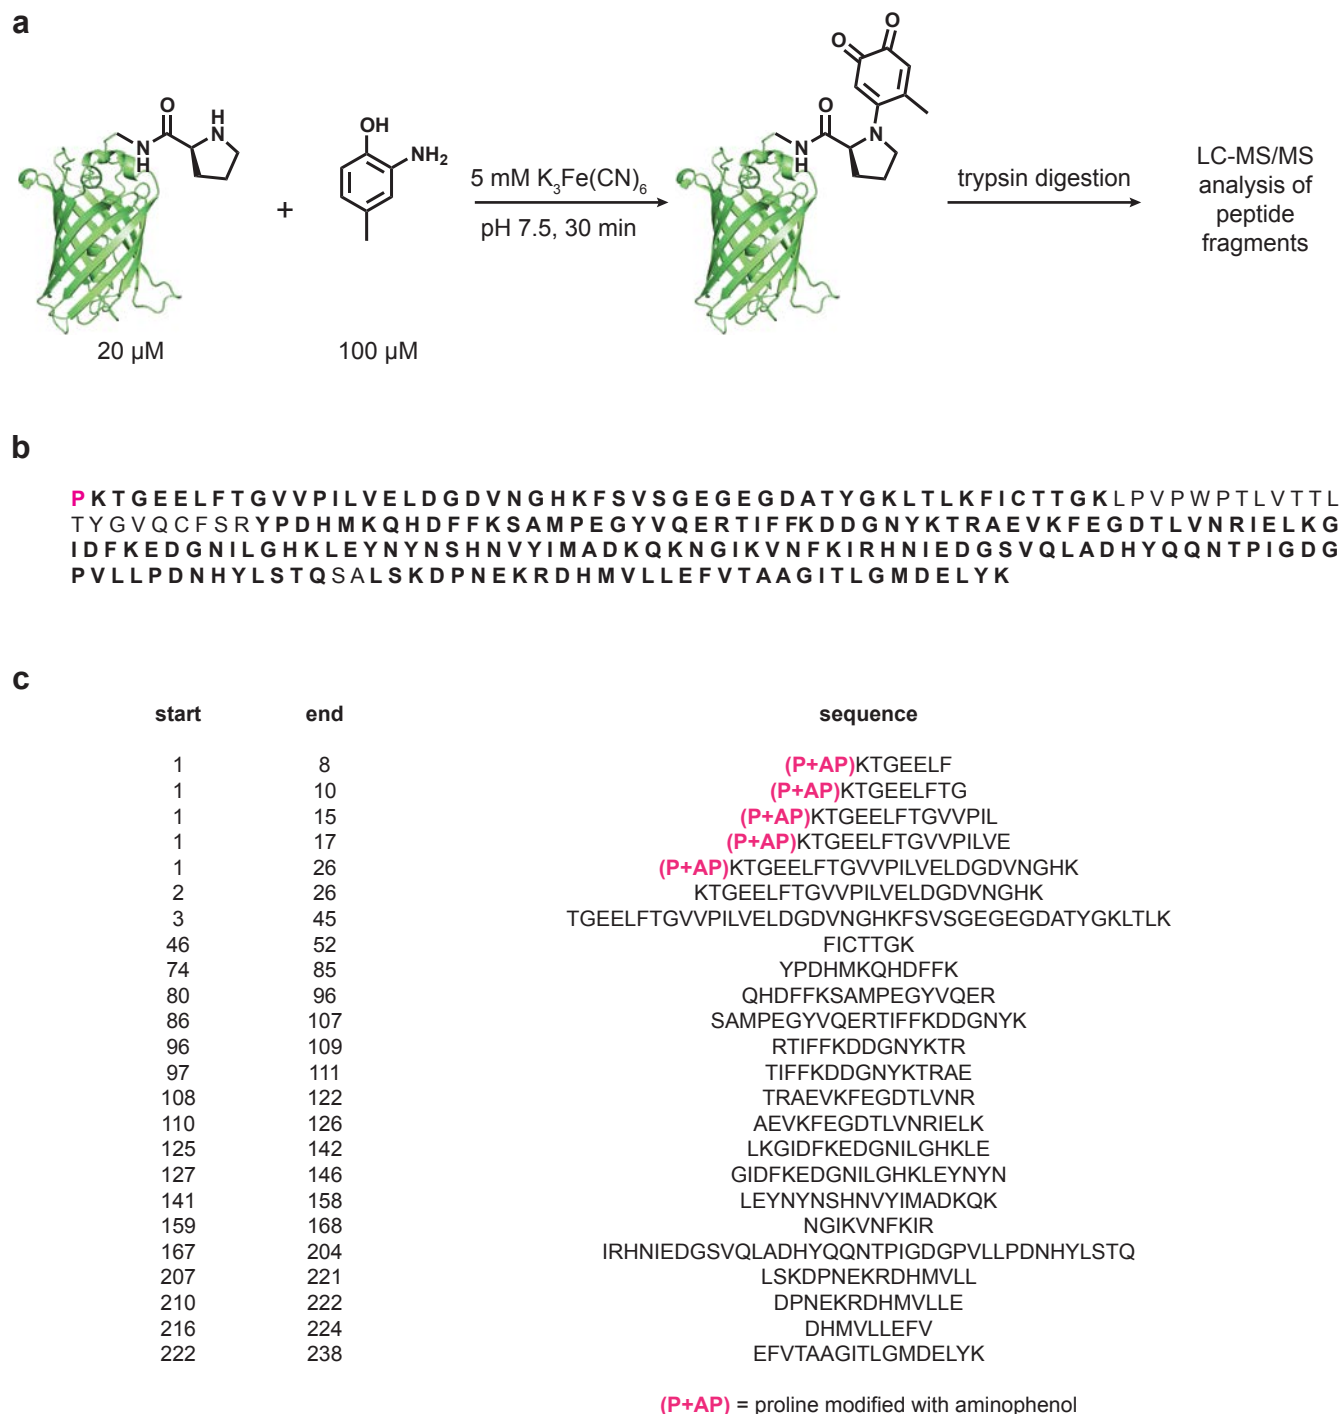 a
O
H
N
N
H
+
OH
NH2
5 mM K3Fe(CN)6
pH 7.5, 30 min
O
O
O
N
N
H
trypsin digestion
LC-MS/MS
analysis of
peptide
fragments
20 µM
100 µM
b
PKTGEELFTGVVPILVELDGDVNGHKFSVSGEGEGDATYGKLTLKFICTTGKLPVPWPTLVTTL
TYGVQCFSRYPDHMKQHDFFKSAMPEGYVQERTIFFKDDGNYKTRAEVKFEGDTLVNRIELKG
IDFKEDGNILGHKLEYNYNSHNVYIMADKQKNGIKVNFKIRHNIEDGSVQLADHYQQNTPIGDG
PVLLPDNHYLSTQSALSKDPNEKRDHMVLLEFVTAAGITLGMDELYK
c
start end sequence
1 8 (P+AP)KTGEELF
1 10 (P+AP)KTGEELFTG
1 15 (P+AP)KTGEELFTGVVPIL
1 17 (P+AP)KTGEELFTGVVPILVE
1 26 (P+AP)KTGEELFTGVVPILVELDGDVNGHK
2 26 KTGEELFTGVVPILVELDGDVNGHK
3 45 TGEELFTGVVPILVELDGDVNGHKFSVSGEGEGDATYGKLTLK
46 52 FICTTGK
74 85 YPDHMKQHDFFK
80 96 QHDFFKSAMPEGYVQER
86 107 SAMPEGYVQERTIFFKDDGNYK
96 109 RTIFFKDDGNYKTR
97 111 TIFFKDDGNYKTRAE
108 122 TRAEVKFEGDTLVNR
110 126 AEVKFEGDTLVNRIELK
125 142 LKGIDFKEDGNILGHKLE
127 146 GIDFKEDGNILGHKLEYNYN
141 158 LEYNYNSHNVYIMADKQK
159 168 NGIKVNFKIR
167 204 IRHNIEDGSVQLADHYQQNTPIGDGPVLLPDNHYLSTQ
207 221 LSKDPNEKRDHMVLL
210 222 DPNEKRDHMVLLE
216 224 DHMVLLEFV
222 238 EFVTAAGITLGMDELYK
(P+AP) = proline modified with aminophenol